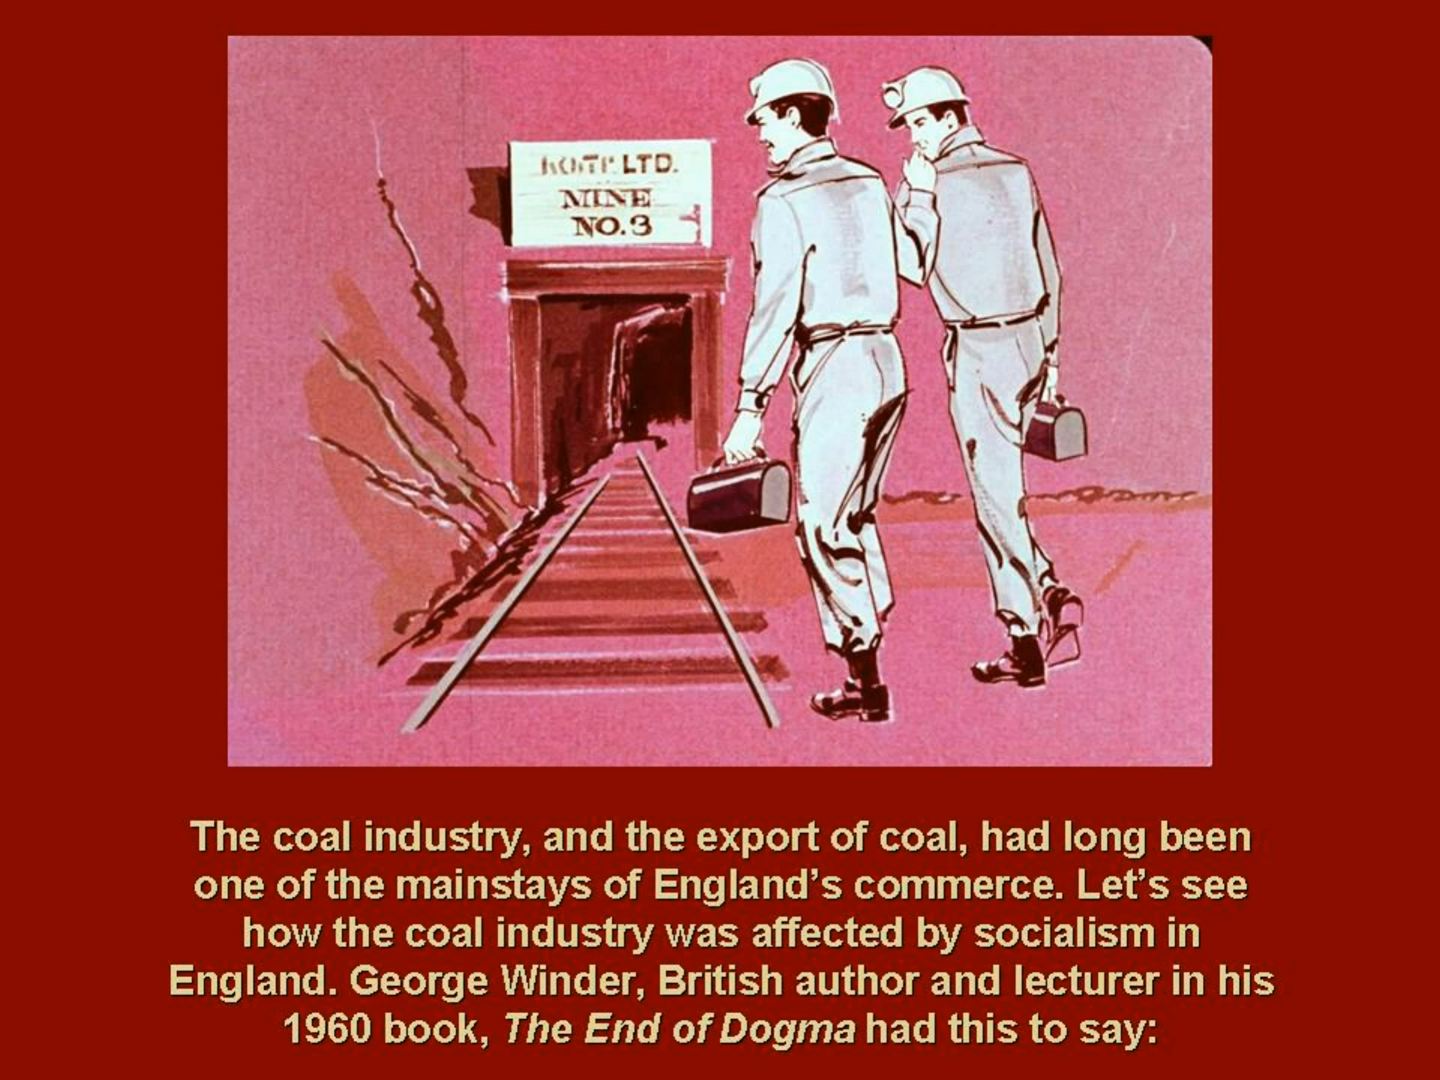 LTD.
MINE
NO.3
The coal industry, and the export of coal, had long been
one of the mainstays of England’s commerce. Let’s see
how the coal industry was affected by socialism in
England. George Winder, British author and lecturer in his
1960 book, The End of Dogma had this to say: